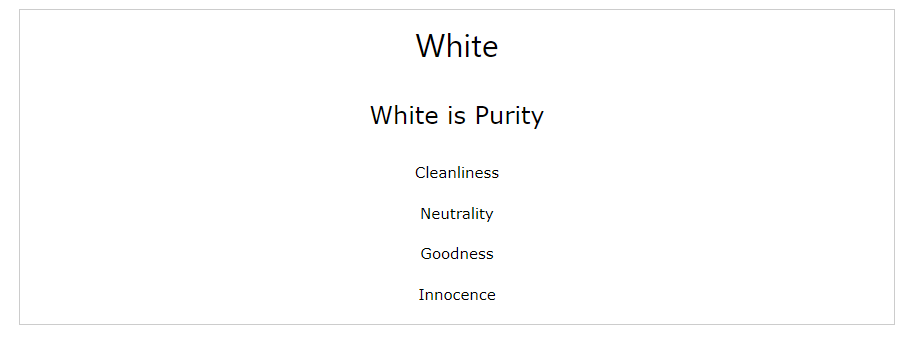 White
White is Purity
Cleanliness
Neutrality
Goodness
Innocence